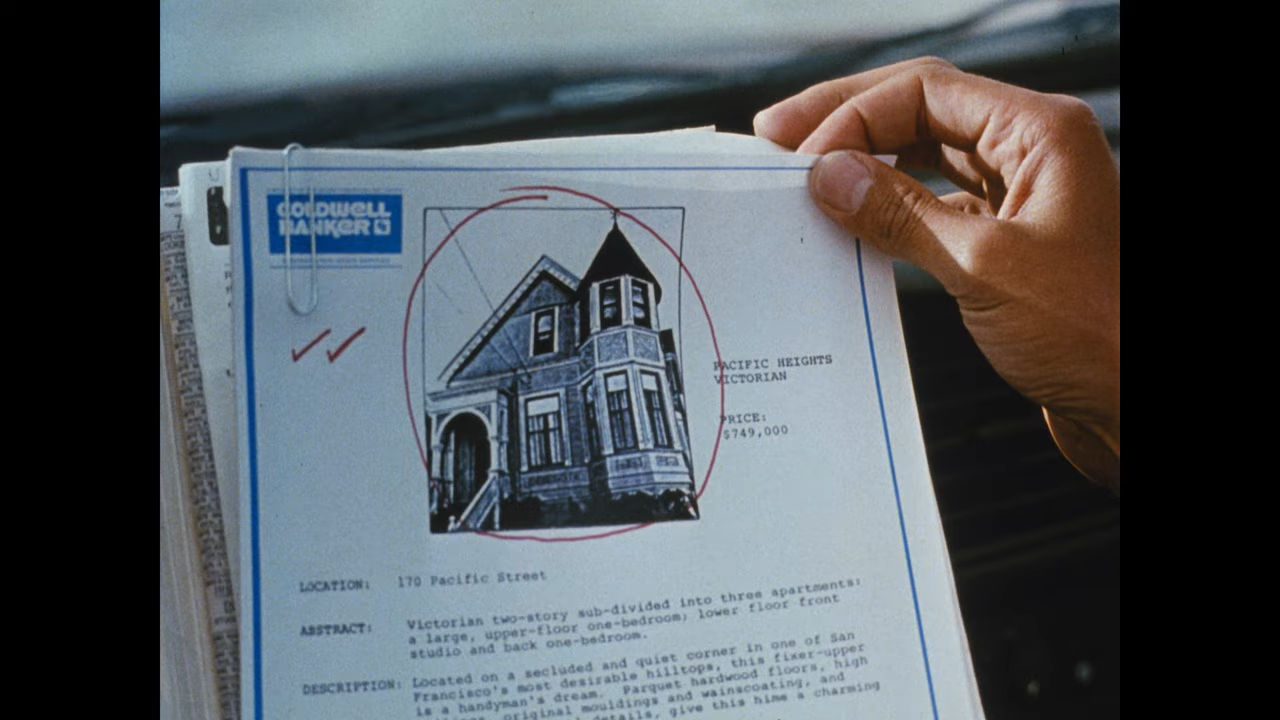 COLDWELL
BANKER
PACIFIC HEIGHTS
VICTORIAN
PRICE:
$749,000
LOCATION: 170 Pacific Street
ABSTRACT: Victorian two-story sub-divided into three apartments:
a large, upper-floor one-bedroom; lower floor front
studio and back one-bedroom.
DESCRIPTION: Located on a secluded and quiet corner in one of San
Francisco's most desirable hilltops, this fixer-upper
is a handyman's dream. Parquet hardwood floors, high
original mouldings and wainscoating, and
details, give this hime a charming